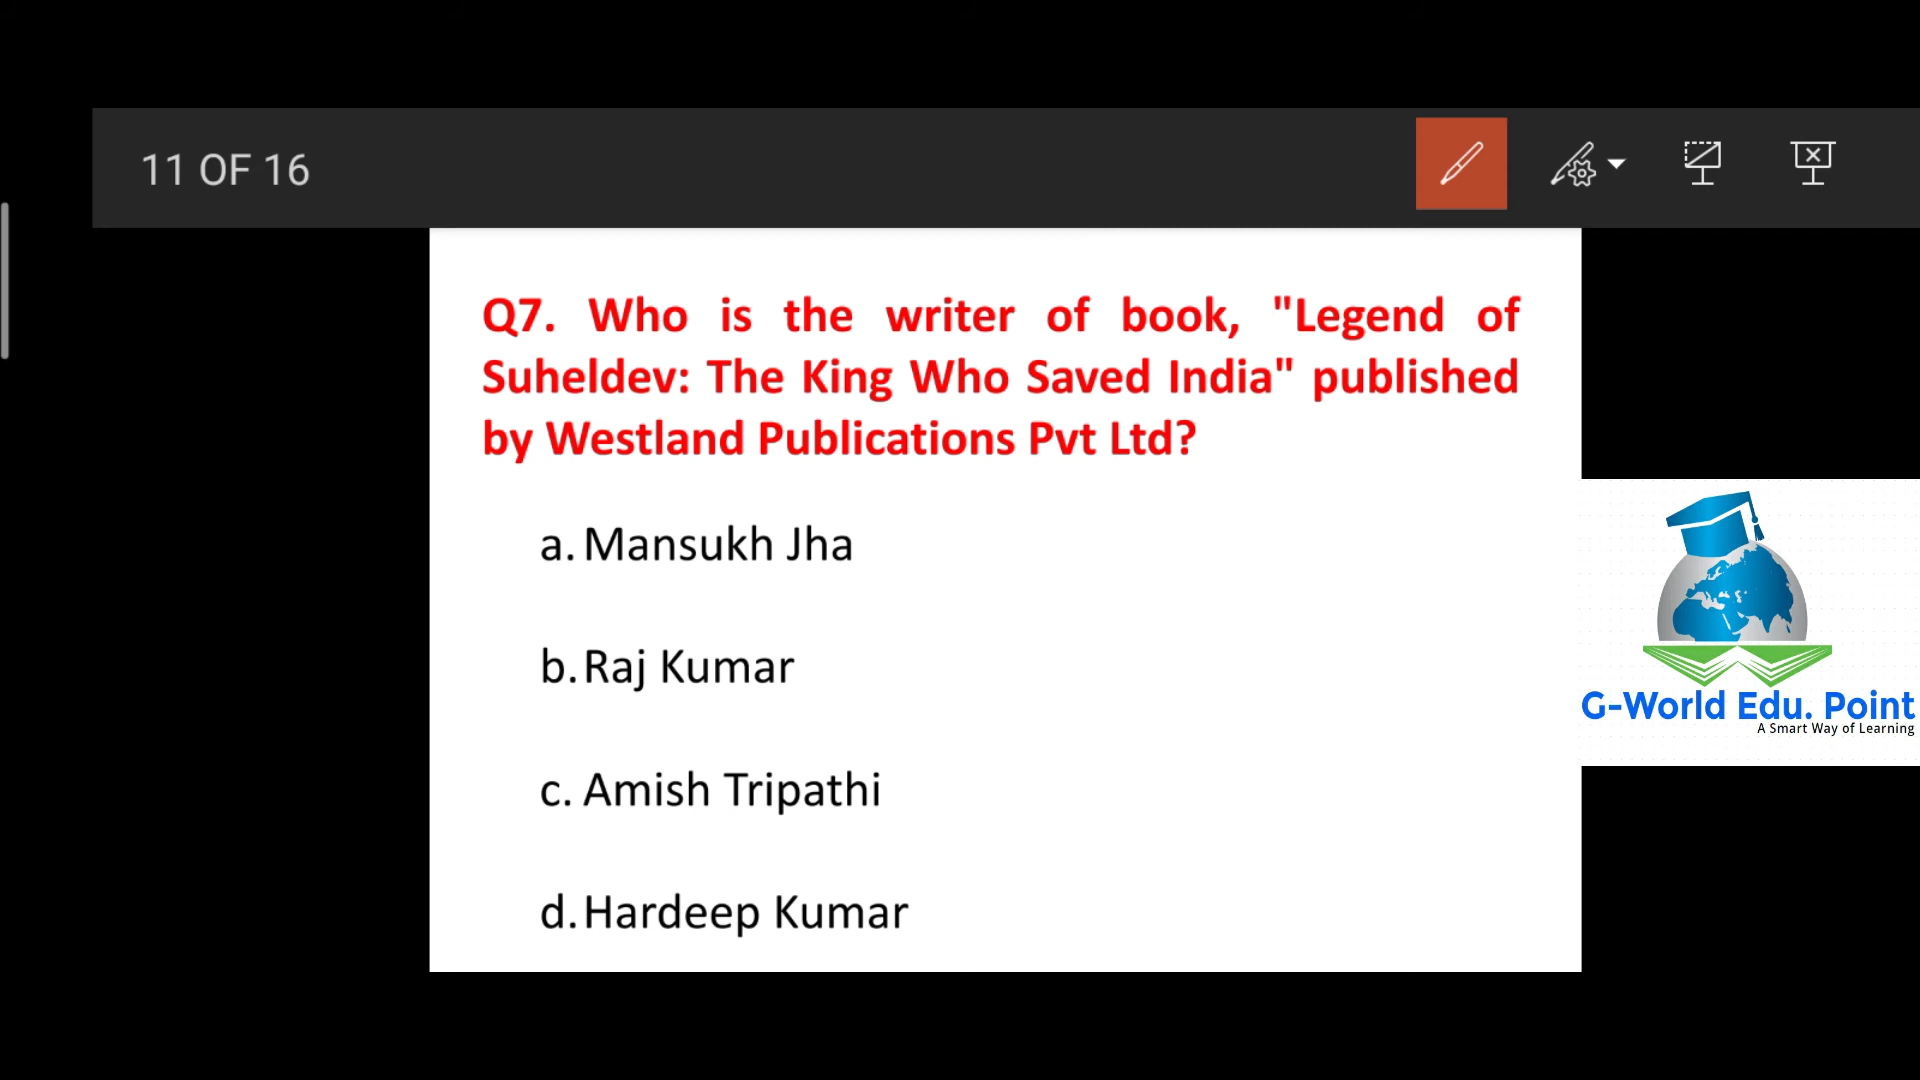 11 OF 16
Q7. Who is the writer of book, "Legend of
Suheldev: The King Who Saved India" published
by Westland Publications Pvt Ltd?
a. Mansukh Jha
b. Raj Kumar
c. Amish Tripathi
d. Hardeep Kumar
G-World Edu. Point
A Smart Way of Learning